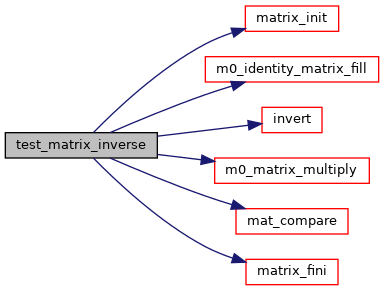 matrix_init
m0_identity_matrix_fill
invert
test_matrix_inverse
m0_matrix_multiply
mat_compare
matrix_fini